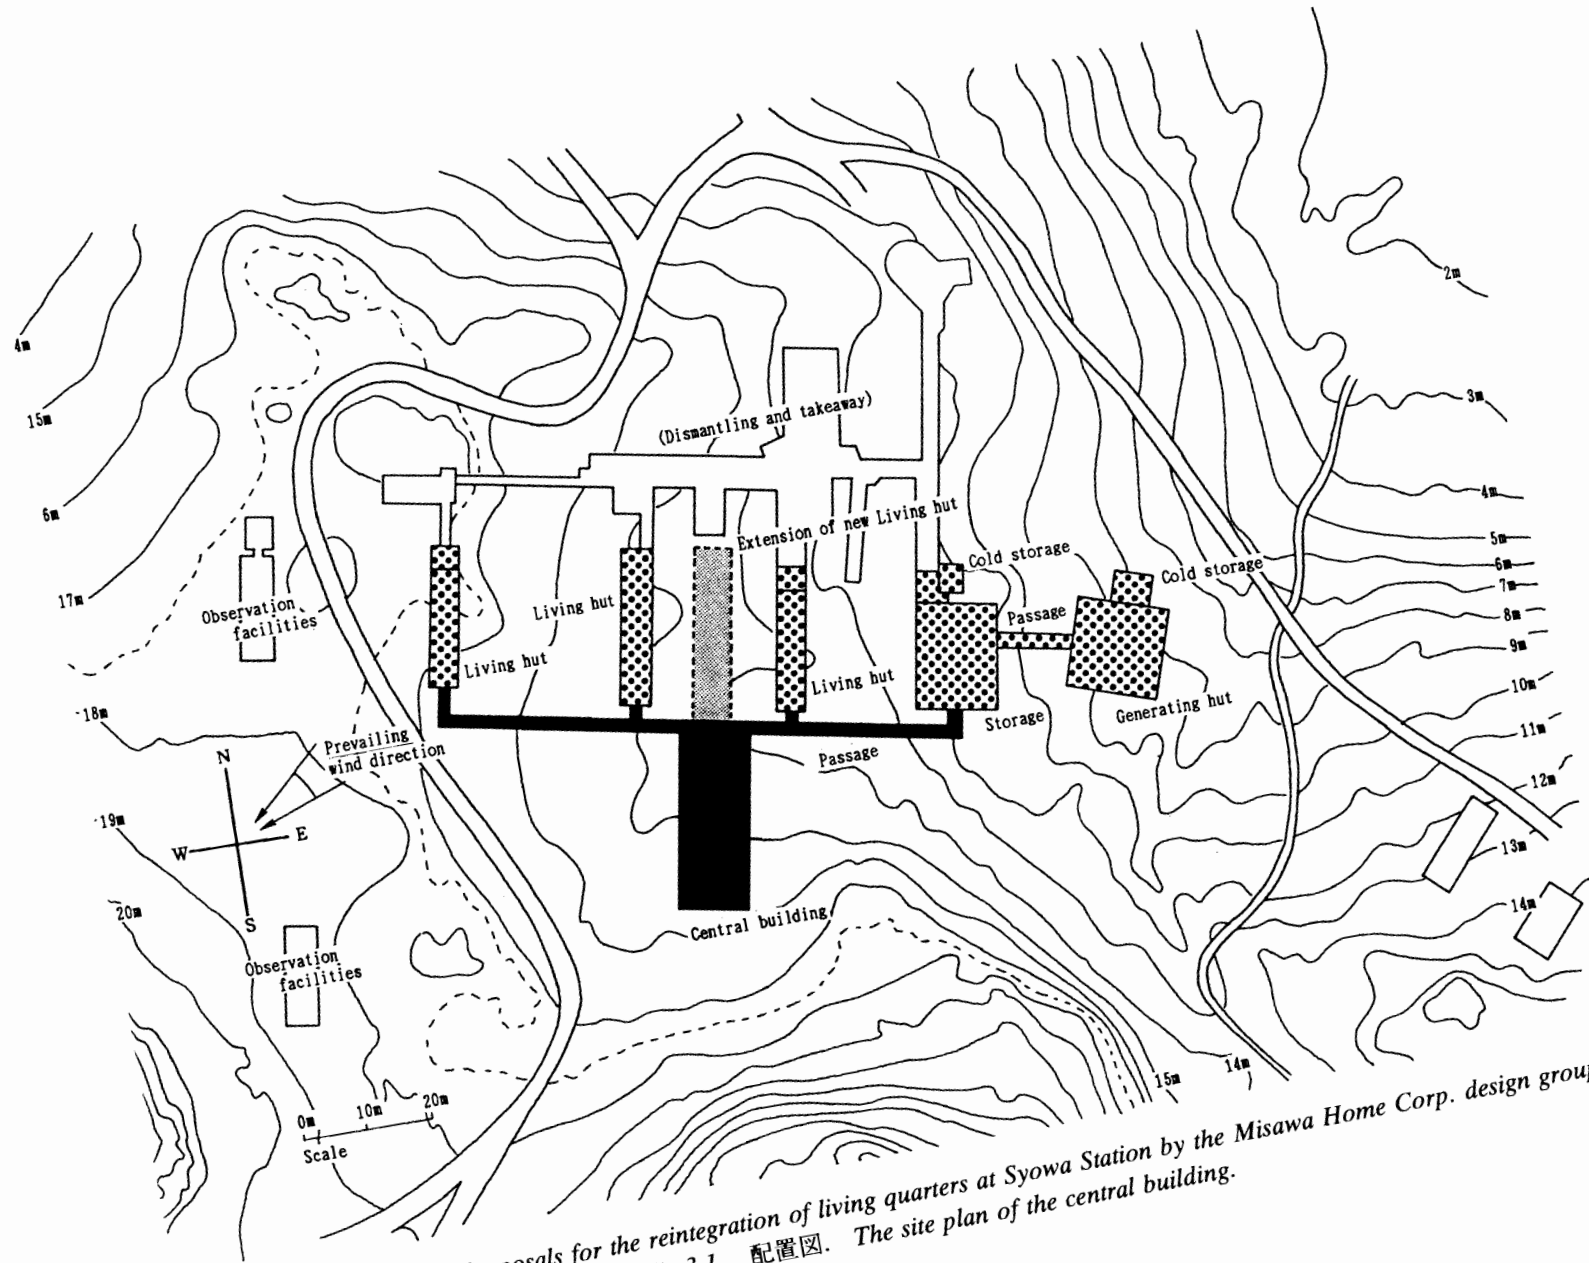 2m
4m
3m
15m
(Dismantling and takeaway)
4m
6m
Extension of new Living hut
5m
6m
7m
8m
9m
10m
11m
12m
13m
14m
Cold storage
Cold storage
17m
Observation
facilities
Living hut
Passage
Living hut
Living hut
Storage
Generating hut
18m
Prevailing
wind direction
Passage
N
W
E
S
19m
20m
Central building
Observation
facilities
0m
10m
20m
Scale
15m
14m
for the reintegration of living quarters at Syowa Station by the Misawa Home Corp. design
配置図. The site plan of the central building.